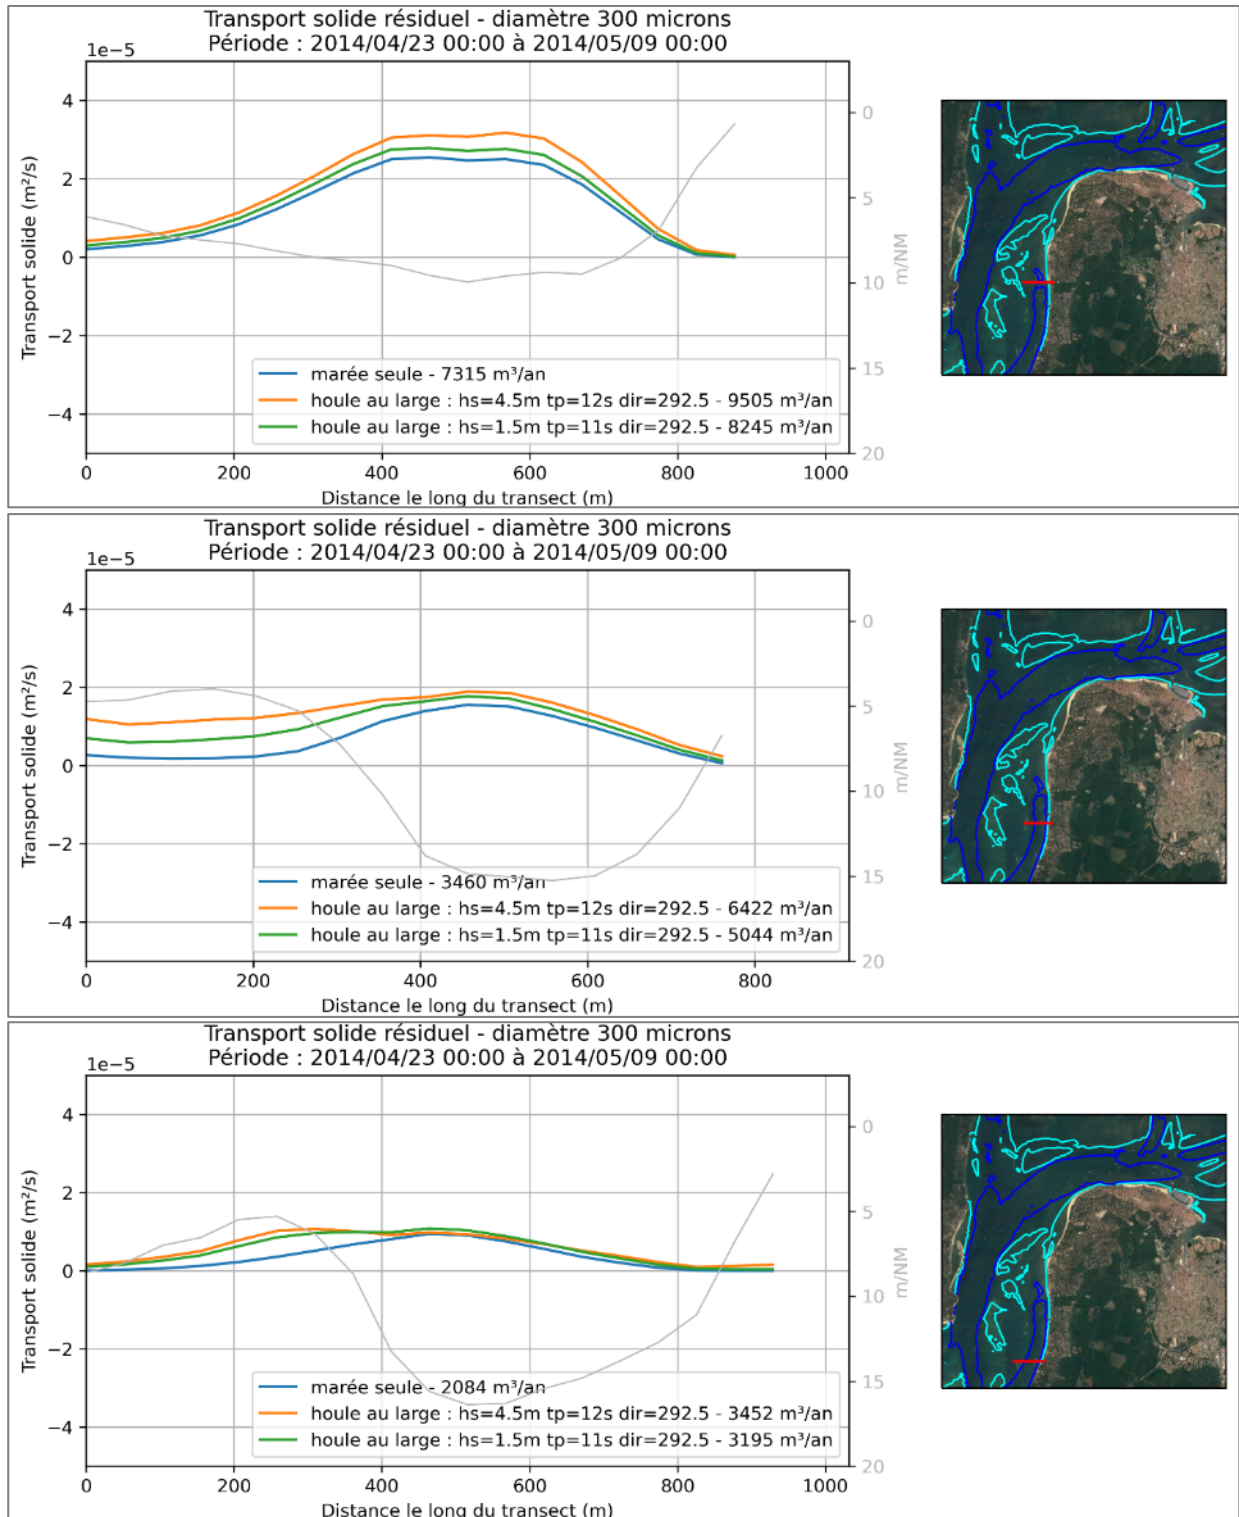 Transport solide résiduel - diamètre 300 microns
Période : 2014/04/23 00:00 à 2014/05/09 00:00
1e−5
4
2
0
−2
−4
Transport solide (m²/s)
0
5
10
15
20
m/NM
marée seule - 7315 m³/an
houle au large : hs=4.5m tp=12s dir=292.5 - 9505 m³/an
houle au large : hs=1.5m tp=11s dir=292.5 - 8245 m³/an
0 200 400 600 800 1000
Distance le long du transect (m)
Transport solide résiduel - diamètre 300 microns
Période : 2014/04/23 00:00 à 2014/05/09 00:00
1e−5
4
2
0
−2
−4
Transport solide (m²/s)
0
5
10
15
20
m/NM
marée seule - 3460 m³/an
houle au large : hs=4.5m tp=12s dir=292.5 - 6422 m³/an
houle au large : hs=1.5m tp=11s dir=292.5 - 5044 m³/an
0 200 400 600 800
Distance le long du transect (m)
Transport solide résiduel - diamètre 300 microns
Période : 2014/04/23 00:00 à 2014/05/09 00:00
1e−5
4
2
0
−2
−4
Transport solide (m²/s)
0
5
10
15
20
m/NM
marée seule - 2084 m³/an
houle au large : hs=4.5m tp=12s dir=292.5 - 3452 m³/an
houle au large : hs=1.5m tp=11s dir=292.5 - 3195 m³/an
0 200 400 600 800 1000
Distance le long du transect (m)